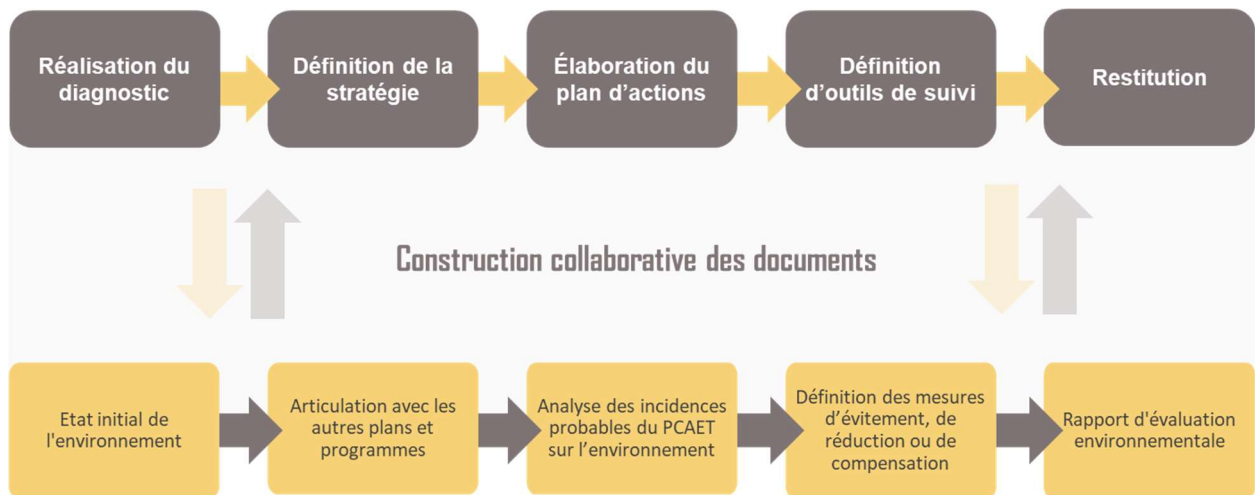 Réalisation du
diagnostic
Définition de la
stratégie
Élaboration du
plan d’actions
Définition
d’outils de suivi
Restitution
Construction collaborative des documents
Etat initial de
l'environnement
Articulation avec les
autres plans et
programmes
Analyse des incidences
probables du PCAET
sur l’environnement
Définition des mesures
d’évitement, de
réduction ou de
compensation
Rapport d'évaluation
environnementale